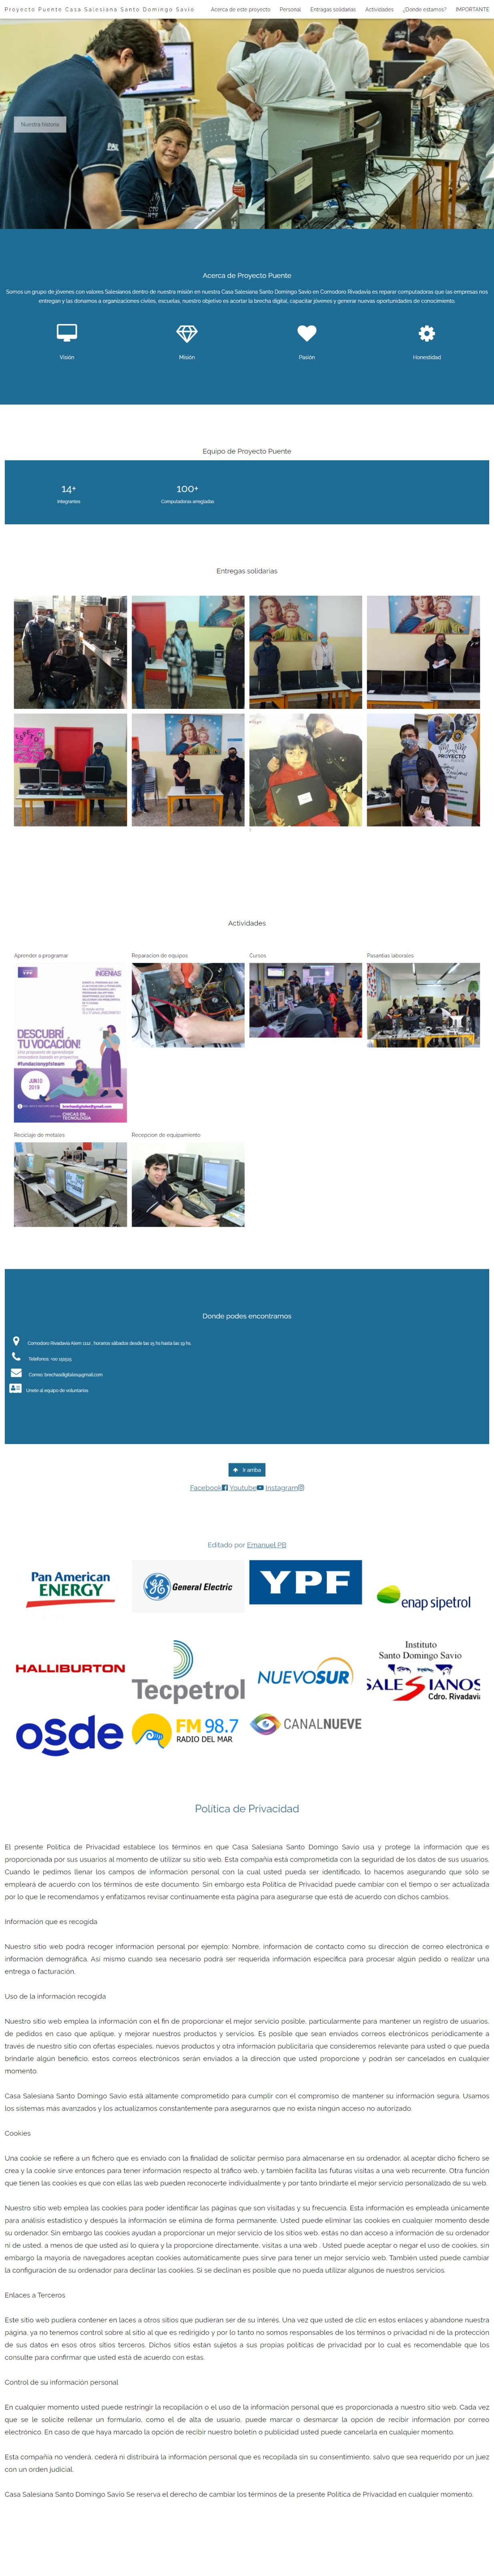 Proyecto Puente Casa Salesiana Santo Domingo Savio
Acerca de este proyecto Personal Entragas solidarias Actividades ¿Donde estamos? IMPORTANTE
Nuestra historia
Acerca de Proyecto Puente
Somos un grupo de jóvenes con valores Salesianos dentro de nuestra misión en nuestra Casa Salesiana Santo Domingo Savio en Comodoro Rivadavia es reparar computadoras que las empresas nos
entregan y las donamos a organizaciones civiles, escuelas, nuestro objetivo es acortar la brecha digital, capacitar jóvenes y generar nuevas oportunidades de conocimiento.
Visión
Misión
Pasión
Honestidad
Equipo de Proyecto Puente
14+
100+
Integrantes
Computadoras arregladas
Entregas solidarias
PROYECTO
Actividades
Aprender a programar
Reparacion de equipos
Cursos
Pasantias laborales
YPF
INGENIAS
DESCUBRÍ
TU VOCACIÓN!
#fundacionypfsteam
JUNIO
2019
CHICAS EN
TECNOLOGÍA
Reciclaje de metales
Recepcion de equipamiento
Donde podes encontrarnos
Comodoro Rivadavia Alem 1112 , horarios sábados desde las 15 hs hasta las 19 hs.
Correo: brechasdigitales@gmail.com
Unete al equipo de voluntarios
Ir arriba
Facebook Youtube Instagram
Editado por Emanuel PB
Pan American
ENERGY
General Electric
YPF
enap sipetrol
HALLIBURTON
Tecpetrol
NUEVOSUR
Instituto
Santo Domingo Savio
SALESIANOS
Cdro. Rivadavia
osde
FM 98.7
RADIO DEL MAR
CANALNUEVE
Política de Privacidad
El presente Política de Privacidad establece los términos en que Casa Salesiana Santo Domingo Savio usa y protege la información que es
proporcionada por sus usuarios al momento de utilizar su sitio web. Esta compañía está comprometida con la seguridad de los datos de sus usuarios.
Cuando le pedimos llenar los campos de información personal con la cual usted pueda ser identificado, lo hacemos asegurando que sólo se
empleará de acuerdo con los términos de este documento. Sin embargo esta Política de Privacidad puede cambiar con el tiempo o ser actualizada
por lo que le recomendamos y enfatizamos revisar continuamente esta página para asegurarse que está de acuerdo con dichos cambios.
Información que es recogida
Nuestro sitio web podrá recoger información personal por ejemplo: Nombre, información de contacto como su dirección de correo electrónica e
información demográfica. Así mismo cuando sea necesario podrá ser requerida información específica para procesar algún pedido o realizar una
entrega o facturación.
Uso de la información recogida
Nuestro sitio web emplea la información con el fin de proporcionar el mejor servicio posible, particularmente para mantener un registro de usuarios,
de pedidos en caso que aplique, y mejorar nuestros productos y servicios. Es posible que sean enviados correos electrónicos periódicamente a
través de nuestro sitio con ofertas especiales, nuevos productos y otra información publicitaria que consideremos relevante para usted o que pueda
brindarle algún beneficio, estos correos electrónicos serán enviados a la dirección que usted proporcione y podrán ser cancelados en cualquier
momento.
Casa Salesiana Santo Domingo Savio está altamente comprometido para cumplir con el compromiso de mantener su información segura. Usamos
los sistemas más avanzados y los actualizamos constantemente para asegurarnos que no exista ningún acceso no autorizado.
Cookies
Una cookie se refiere a un fichero que es enviado con la finalidad de solicitar permiso para almacenarse en su ordenador, al aceptar dicho fichero se
crea y la cookie sirve entonces para tener información respecto al tráfico web, y también facilita las futuras visitas a una web recurrente. Otra función
que tienen las cookies es que con ellas las web pueden reconocerte individualmente y por tanto brindarte el mejor servicio personalizado de su web.
Nuestro sitio web emplea las cookies para poder identificar las páginas que son visitadas y su frecuencia. Esta información es empleada únicamente
para análisis estadístico y después la información se elimina de forma permanente. Usted puede eliminar las cookies en cualquier momento desde
su ordenador. Sin embargo las cookies ayudan a proporcionar un mejor servicio de los sitios web, estás no dan acceso a información de su ordenador
ni de usted, a menos de que usted así lo quiera y la proporcione directamente, visitas a una web . Usted puede aceptar o negar el uso de cookies, sin
embargo la mayoría de navegadores aceptan cookies automáticamente pues sirve para tener un mejor servicio web. También usted puede cambiar
la configuración de su ordenador para declinar las cookies. Si se declinan es posible que no pueda utilizar algunos de nuestros servicios.
Enlaces a Terceros
Este sitio web pudiera contener en laces a otros sitios que pudieran ser de su interés. Una vez que usted de clic en estos enlaces y abandone nuestra
página, ya no tenemos control sobre al sitio al que es redirigido y por lo tanto no somos responsables de los términos o privacidad ni de la protección
de sus datos en esos otros sitios terceros. Dichos sitios están sujetos a sus propias políticas de privacidad por lo cual es recomendable que los
consulte para confirmar que usted está de acuerdo con estas.
Control de su información personal
En cualquier momento usted puede restringir la recopilación o el uso de la información personal que es proporcionada a nuestro sitio web. Cada vez
que se le solicite rellenar un formulario, como el de alta de usuario, puede marcar o desmarcar la opción de recibir información por correo
electrónico. En caso de que haya marcado la opción de recibir nuestro boletín o publicidad usted puede cancelarla en cualquier momento.
Esta compañía no venderá, cederá ni distribuirá la información personal que es recopilada sin su consentimiento, salvo que sea requerido por un juez
con un orden judicial.
Casa Salesiana Santo Domingo Savio Se reserva el derecho de cambiar los términos de la presente Política de Privacidad en cualquier momento.